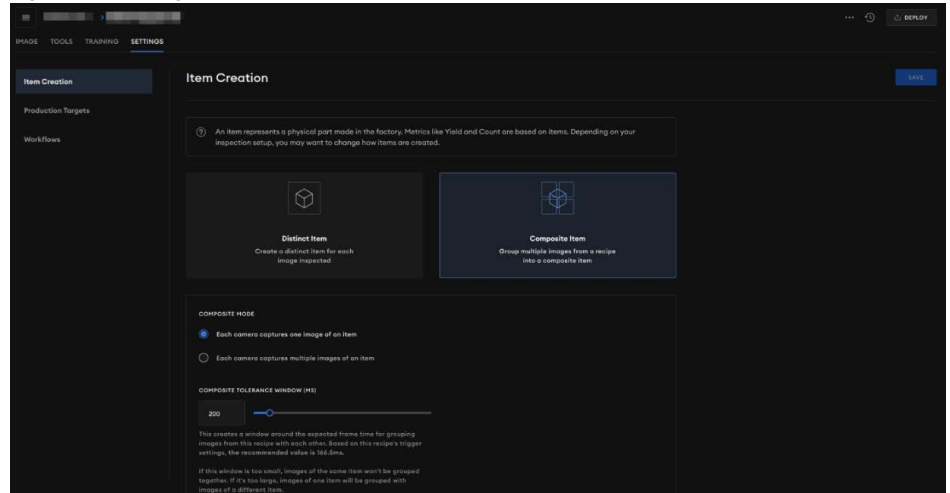 DEPLOY
IMAGE TOOLS TRAINING SETTINGS
Item Creation
Production Targets
Workflows
Item Creation
SAVE
An item represents a physical part made in the factory. Metrics like Yield and Count are based on items. Depending on your
inspection setup, you may want to change how items are created.
Distinct Item
Create a distinct item for each
image inspected
Composite Item
Group multiple images from a recipe
into a composite item
COMPOSITE MODE
Each camera captures one image of an item
Each camera captures multiple images of an item
COMPOSITE TOLERANCE WINDOW (MS)
200
This creates a window around the expected frame time for grouping
images from this recipe with each other. Based on this recipe's trigger
settings, the recommended value is 166.5ms.
If this window is too small, images of the same item won't be grouped
together. If it's too large, images of one item will be grouped with
images of a different item.